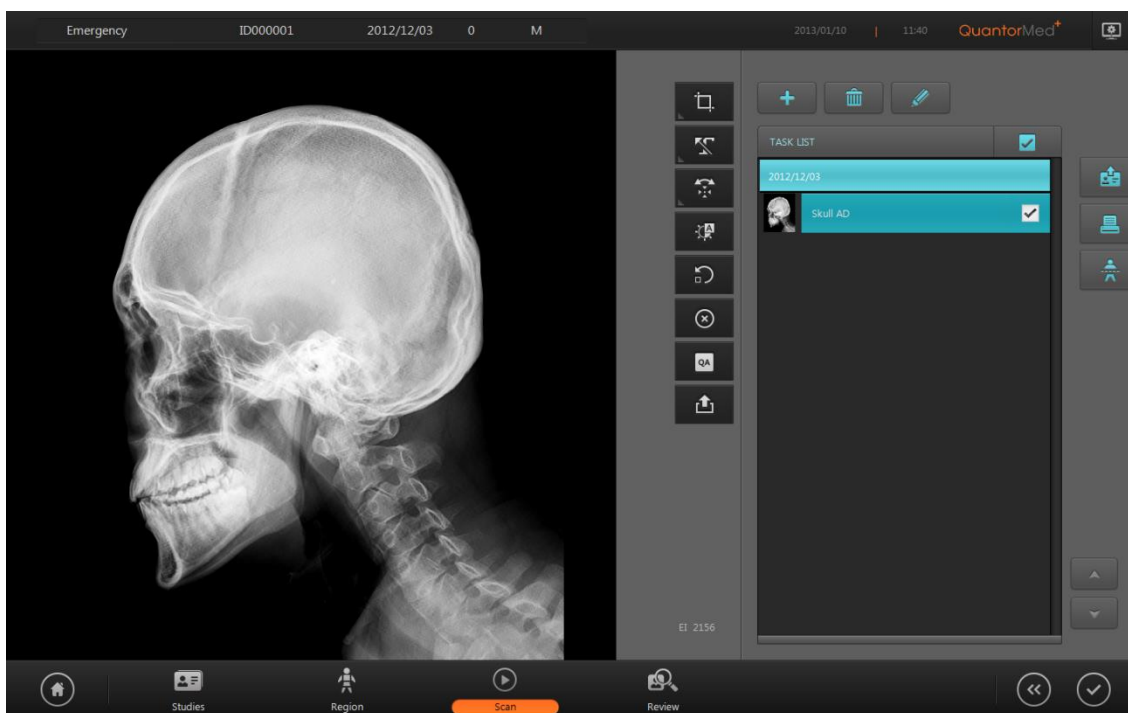 Emergency ID000001 2012/12/03 0 M 2013/01/10 | 11:40 QuantorMed+
TASK LIST
2012/12/03
Skull AD
A
QA
EI 2156
Studies Region Scan Review